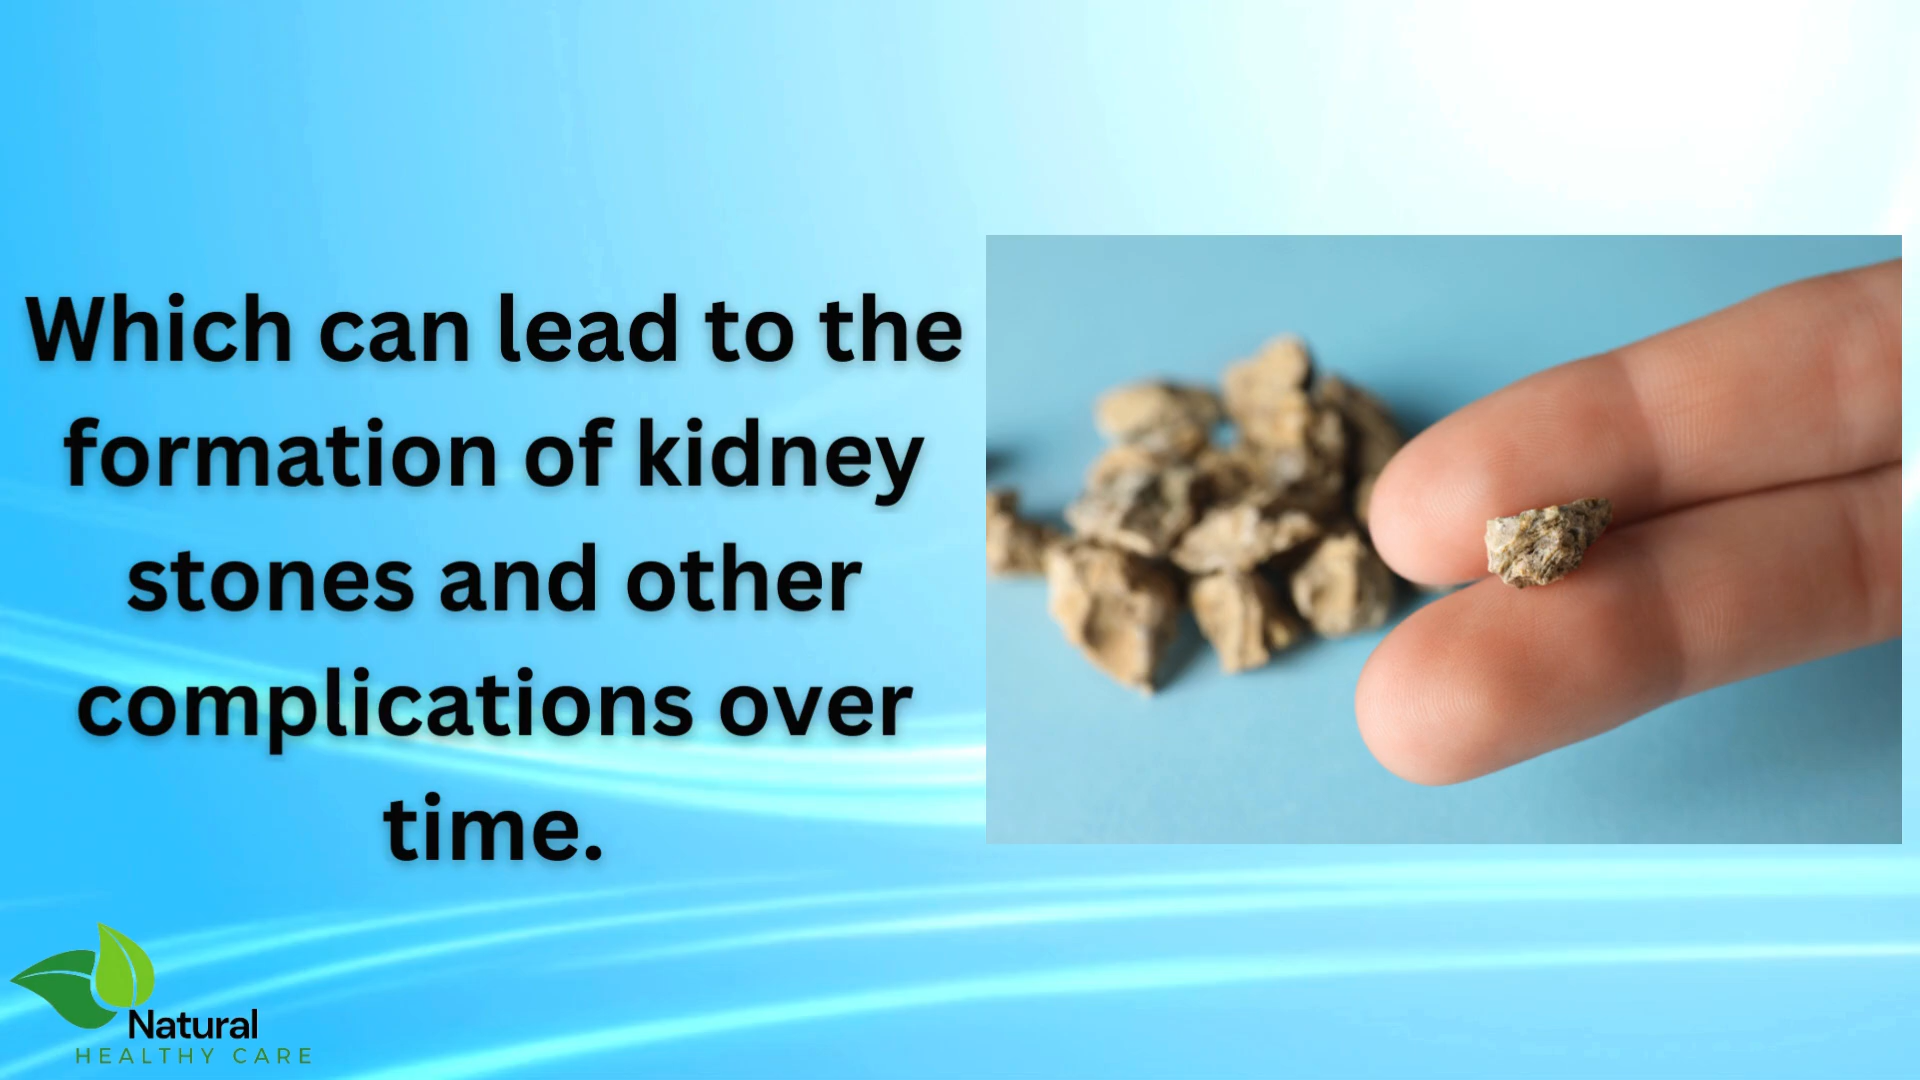 Which can lead to the
formation of kidney
stones and other
complications over
time.
Natural
HEALTHY CARE